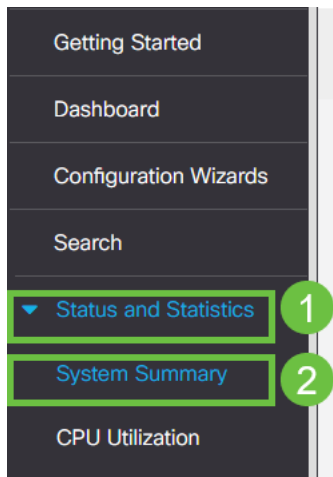 Getting Started
Dashboard
Configuration Wizards
Search
Status and Statistics 1
System Summary 2
CPU Utilization